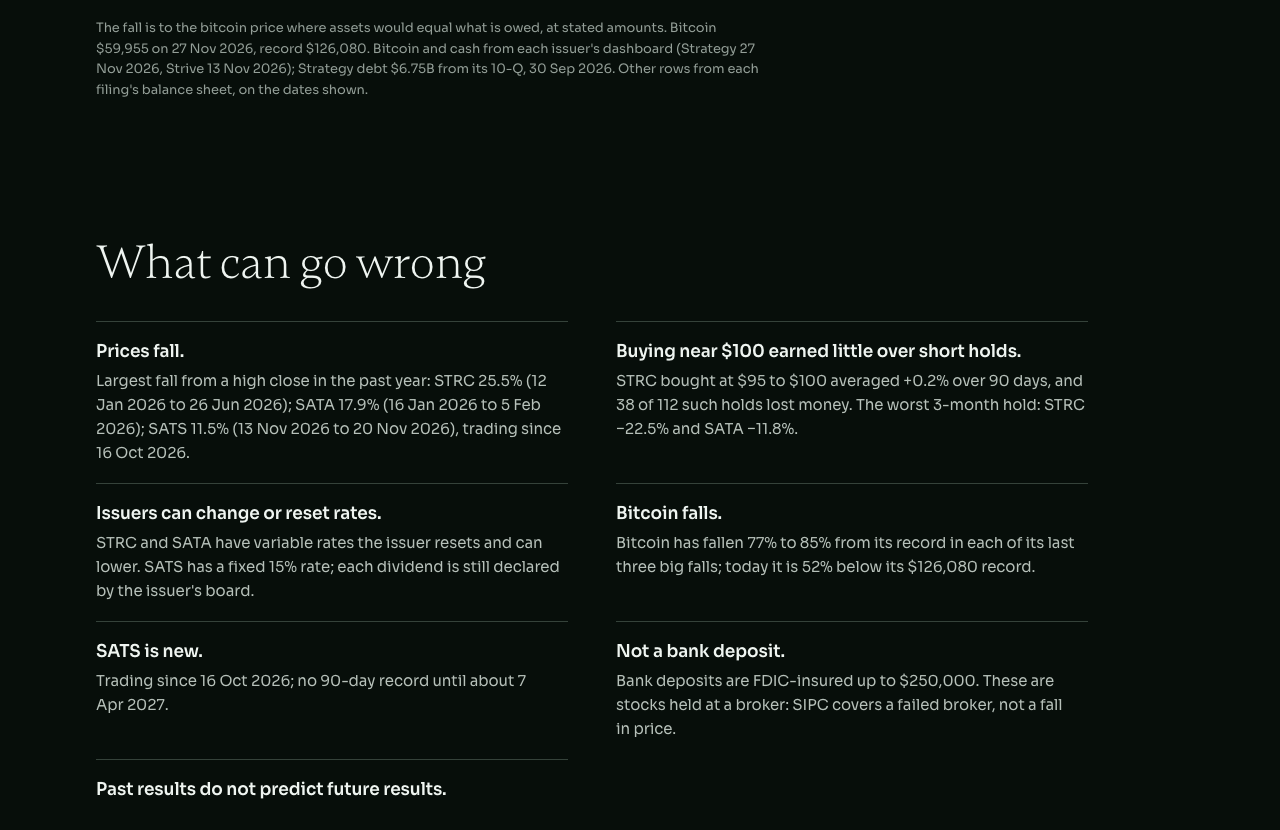 The fall is to the bitcoin price where assets would equal what is owed, at stated amounts. Bitcoin
$59,955 on 27 Nov 2026, record $126,080. Bitcoin and cash from each issuer's dashboard (Strategy 27
Nov 2026, Strive 13 Nov 2026); Strategy debt $6.75B from its 10-Q, 30 Sep 2026. Other rows from each
filing's balance sheet, on the dates shown.
What can go wrong
Prices fall.
Largest fall from a high close in the past year: STRC 25.5% (12
Jan 2026 to 26 Jun 2026); SATA 17.9% (16 Jan 2026 to 5 Feb
2026); SATS 11.5% (13 Nov 2026 to 20 Nov 2026), trading since
16 Oct 2026.
Buying near $100 earned little over short holds.
STRC bought at $95 to $100 averaged +0.2% over 90 days, and
38 of 112 such holds lost money. The worst 3-month hold: STRC
−22.5% and SATA −11.8%.
Issuers can change or reset rates.
STRC and SATA have variable rates the issuer resets and can
lower. SATS has a fixed 15% rate; each dividend is still declared
by the issuer's board.
Bitcoin falls.
Bitcoin has fallen 77% to 85% from its record in each of its last
three big falls; today it is 52% below its $126,080 record.
SATS is new.
Trading since 16 Oct 2026; no 90-day record until about 7
Apr 2027.
Not a bank deposit.
Bank deposits are FDIC-insured up to $250,000. These are
stocks held at a broker: SIPC covers a failed broker, not a fall
in price.
Past results do not predict future results.